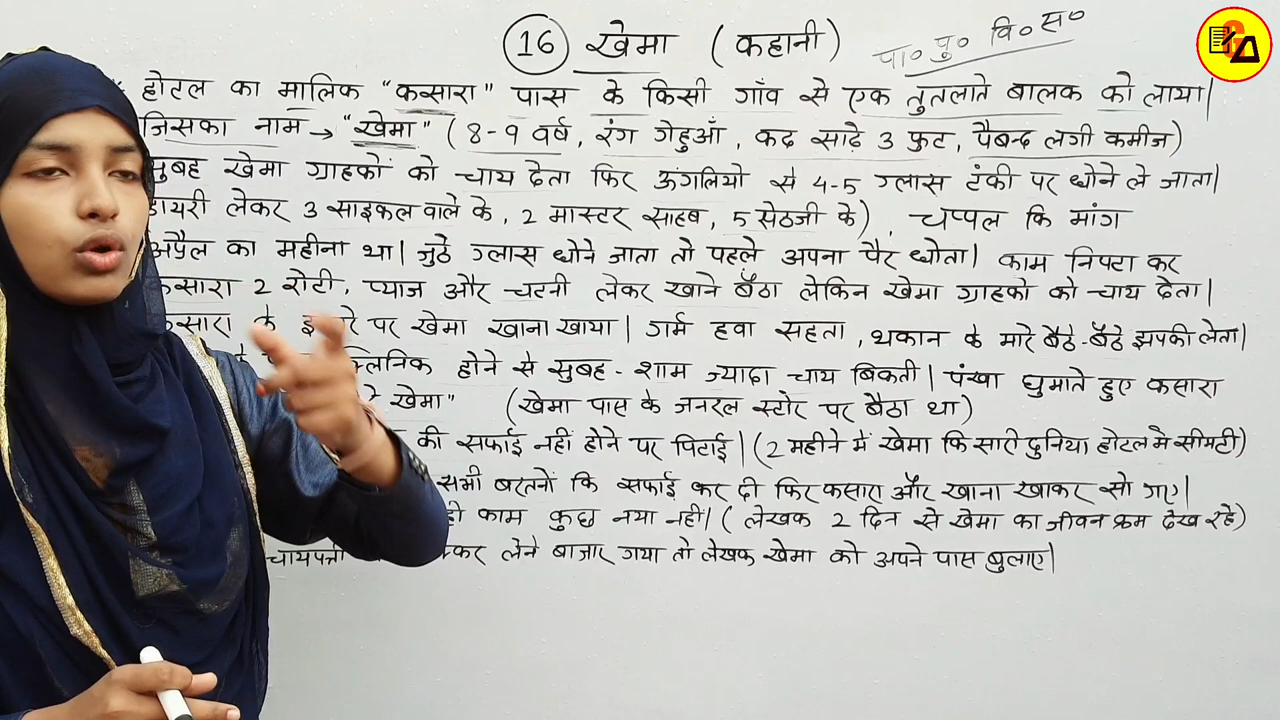 16 खेमा (कहानी) पा० पु० वि० स०
होटल का मालिक "कसारा" पास के किसी गाँव से एक तुतलाते बालक को लाया|
जिसका नाम → "खेमा" (8-9 वर्ष, रंग गेहुआँ, कद साढे 3 फुट, पैबन्द लगी कमीज)
सुबह खेमा ग्राहकों को चाय देता फिर ऊंगलियो से 4-5 ग्लास टंकी पर धोने ले जाता|
डायरी लेकर 3 साइकल वाले के, 2 मास्टर साहब, 5 सेठजी के), चप्पल कि मांग
अप्रैल का महीना था| जुठे ग्लास धोने जाता तो पहले अपना पैर धोता| काम निपटा कर
कसारा 2 रोटी, प्याज और चटनी लेकर खाने बैठा लेकिन खेमा ग्राहको को चाय देता|
कसारा के पर खेमा खाना खाया| गर्म हवा सहता, थकान के मारे बैठे-बैठे झपकी लेता|
क्लिनिक होने से सुबह-शाम ज्यादा चाय बिकती| पंखा घुमाते हुए कसारा
खेमा" (खेमा पास के जनरल स्टोर पर बैठा था)
की सफाई नहीं होने पर पिटाई| (2 महीने में खेमा कि सारी दुनिया होटल मे सीमटी)
सभी बरतनों कि सफाई कर दी फिर कसारा और खाना खाकर सो गए|
काम कुछ नया नहीं| (लेखक 2 दिन से खेमा का जीवन क्रम देख रहे)
चायपत्ती लेने बाजार गया तो लेखक खेमा को अपने पास बुलाए|